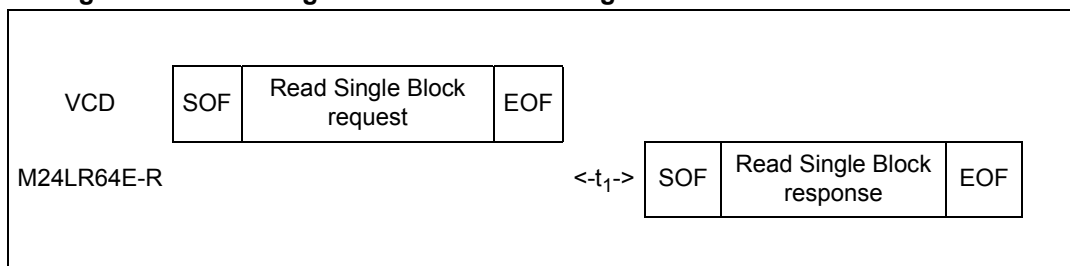 VCD SOF Read Single Block request EOF
M24LR64E-R <-t1-> SOF Read Single Block response EOF